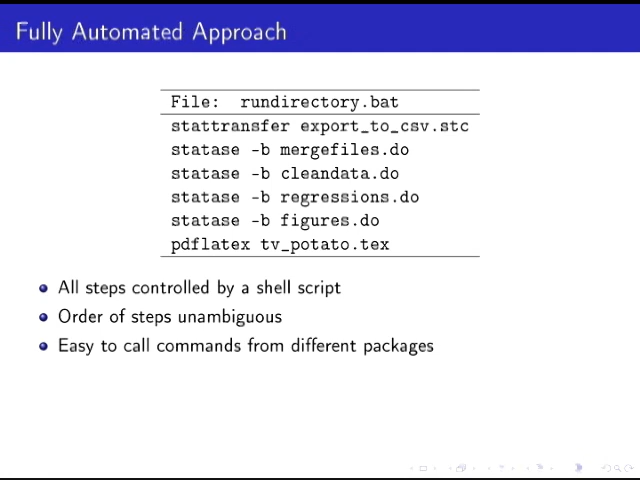 Fully Automated Approach
File: rundirectory.bat
stattransfer export_to_csv.stc
statase -b mergefiles.do
statase -b cleandata.do
statase -b regressions.do
statase -b figures.do
pdflatex tv_potato.tex
All steps controlled by a shell script
Order of steps unambiguous
Easy to call commands from different packages